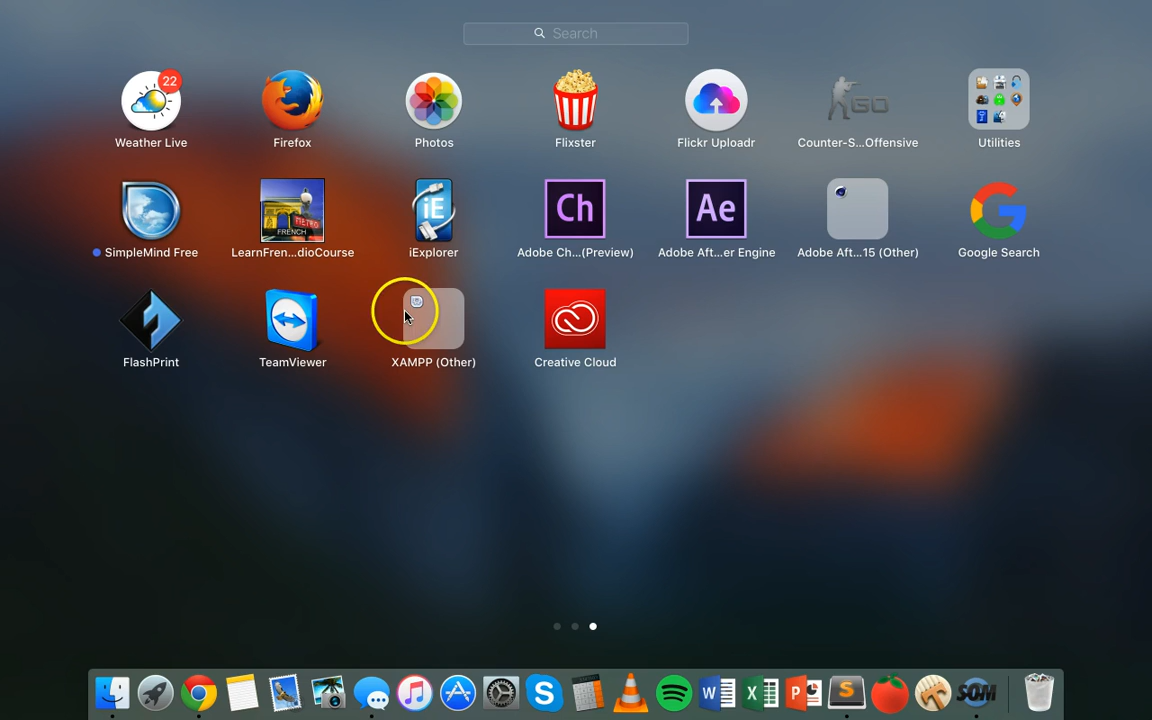 Search
22
Weather Live
Firefox
Photos
Flixster
Flickr Uploadr
GO
Counter-S...Offensive
Utilities
SimpleMind Free
METRO
FRENCH
LearnFren...dioCourse
iE
iExplorer
Ch
Adobe Ch...(Preview)
Ae
Adobe Aft...er Engine
Adobe Aft...15 (Other)
Google Search
FlashPrint
TeamViewer
XAMPP (Other)
Creative Cloud
SOM